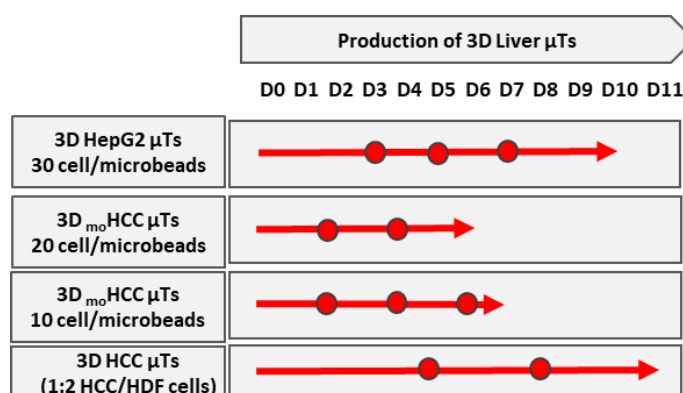 Production of 3D Liver µTs
D0 D1 D2 D3 D4 D5 D6 D7 D8 D9 D10 D11
3D HepG2 µTs
30 cell/microbeads
3D moHCC µTs
20 cell/microbeads
3D moHCC µTs
10 cell/microbeads
3D HCC µTs
(1:2 HCC/HDF cells)